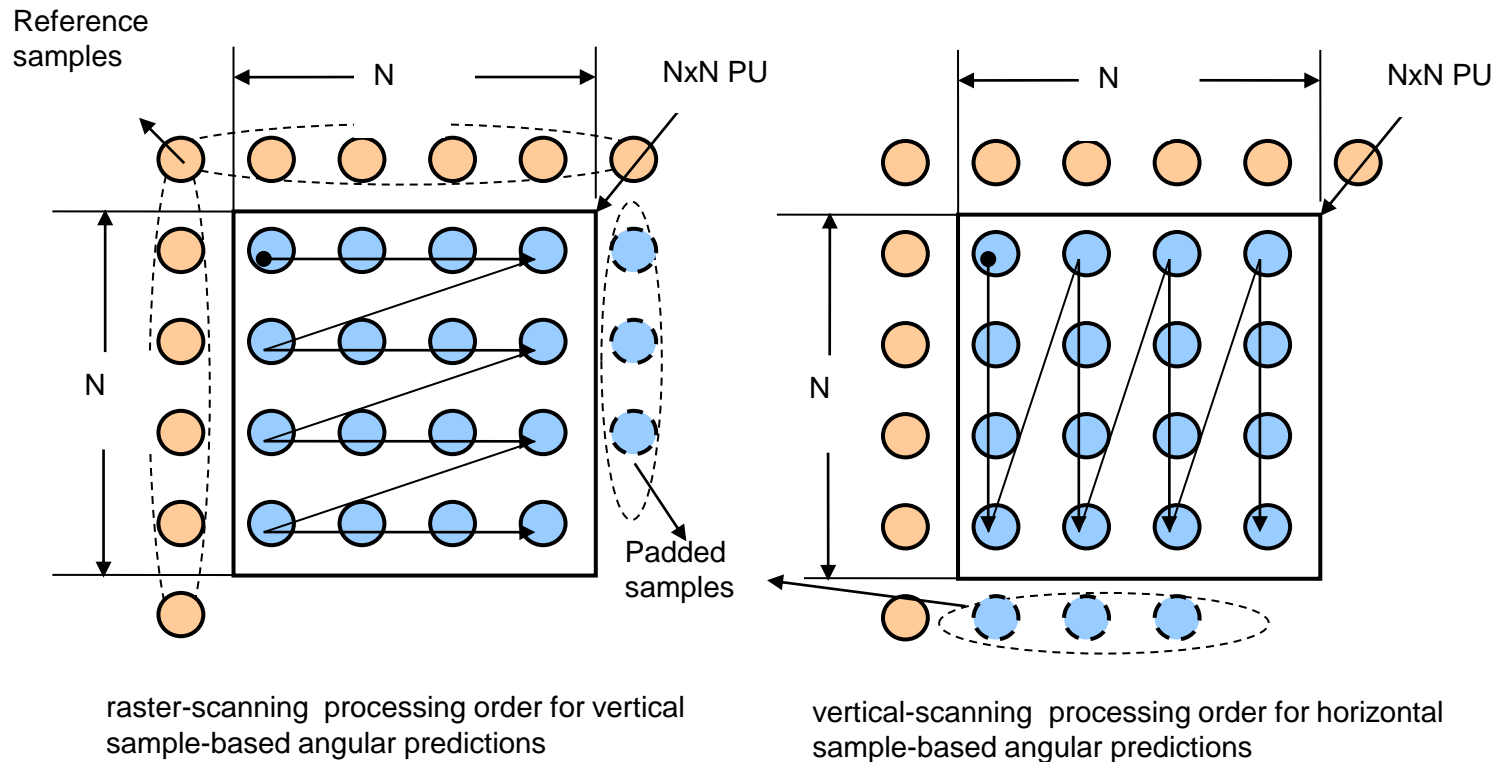 Reference
samples
N
NxN PU
N
Padded
samples
raster-scanning processing order for vertical
sample-based angular predictions
N
NxN PU
N
vertical-scanning processing order for horizontal
sample-based angular predictions